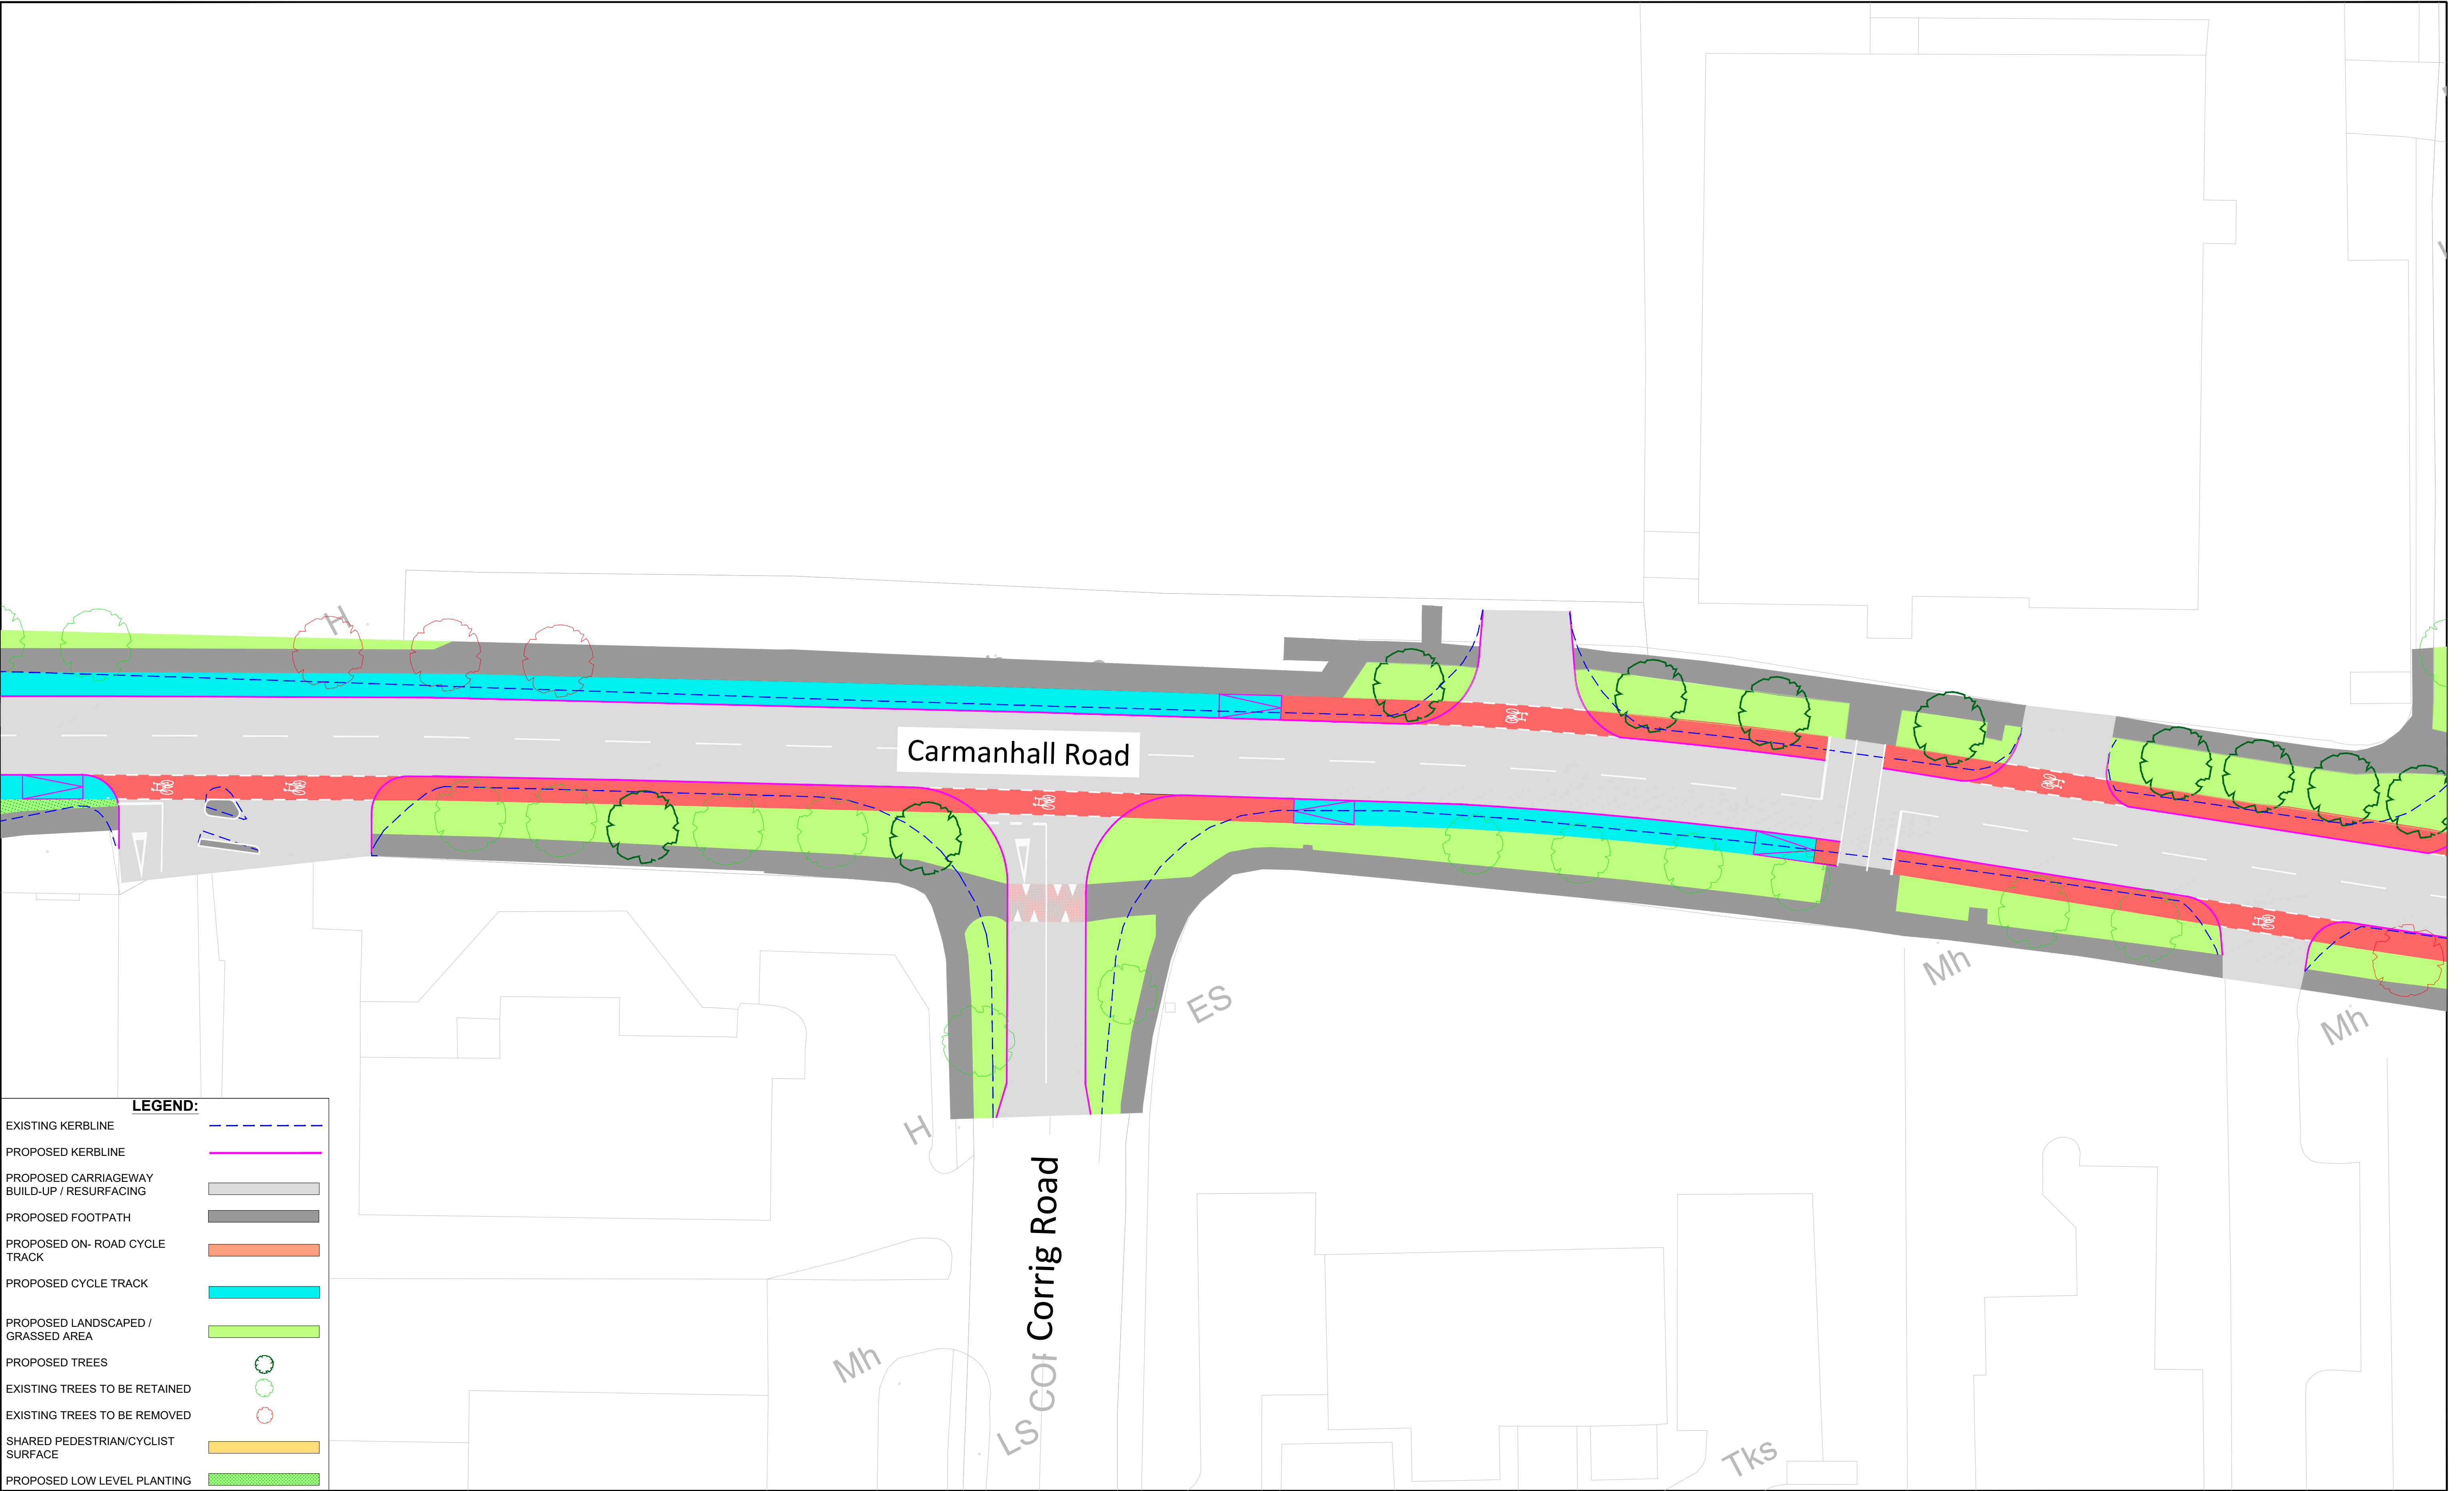 H
Carmanhall Road
Mh
ES
Mh
H
Corrig Road
Mh
LS
Tks
LEGEND:
EXISTING KERBLINE
PROPOSED KERBLINE
PROPOSED CARRIAGEWAY
BUILD-UP / RESURFACING
PROPOSED FOOTPATH
PROPOSED ON- ROAD CYCLE
TRACK
PROPOSED CYCLE TRACK
PROPOSED LANDSCAPED /
GRASSED AREA
PROPOSED TREES
EXISTING TREES TO BE RETAINED
EXISTING TREES TO BE REMOVED
SHARED PEDESTRIAN/CYCLIST
SURFACE
PROPOSED LOW LEVEL PLANTING